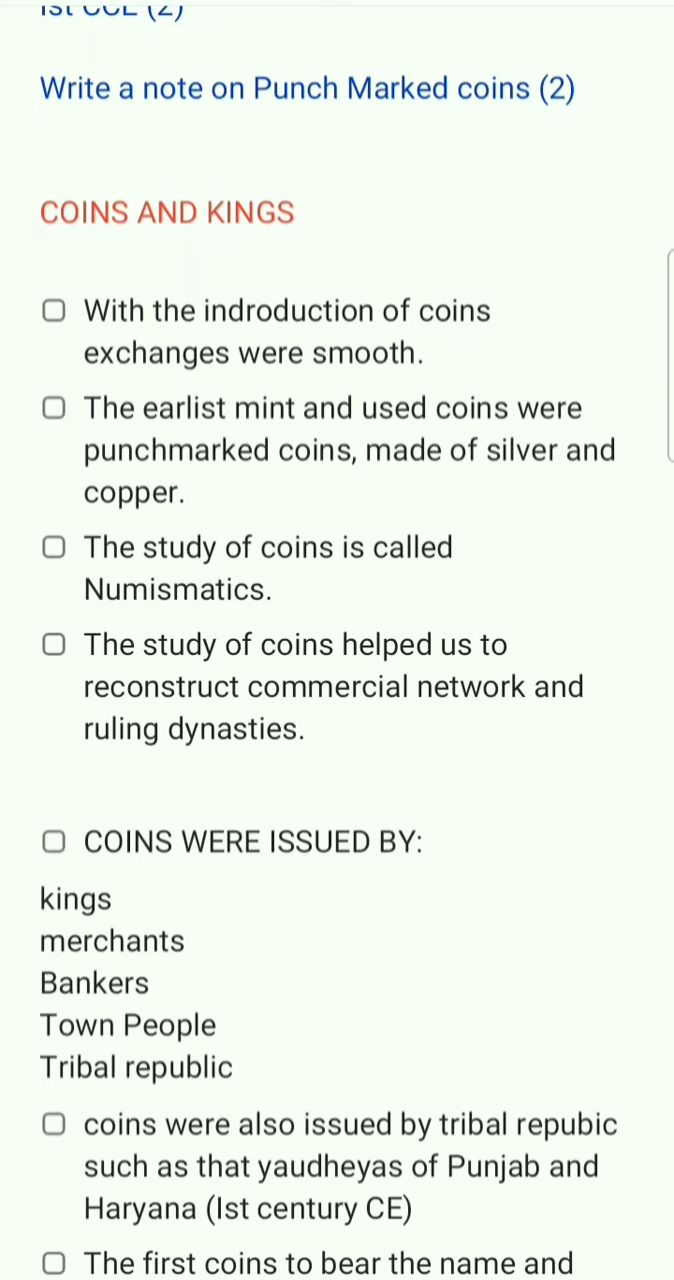 1st CCE (2)
Write a note on Punch Marked coins (2)
COINS AND KINGS
With the indroduction of coins
exchanges were smooth.
The earlist mint and used coins were
punchmarked coins, made of silver and
copper.
The study of coins is called
Numismatics.
The study of coins helped us to
reconstruct commercial network and
ruling dynasties.
COINS WERE ISSUED BY:
kings
merchants
Bankers
Town People
Tribal republic
coins were also issued by tribal repubic
such as that yaudheyas of Punjab and
Haryana (Ist century CE)
The first coins to bear the name and